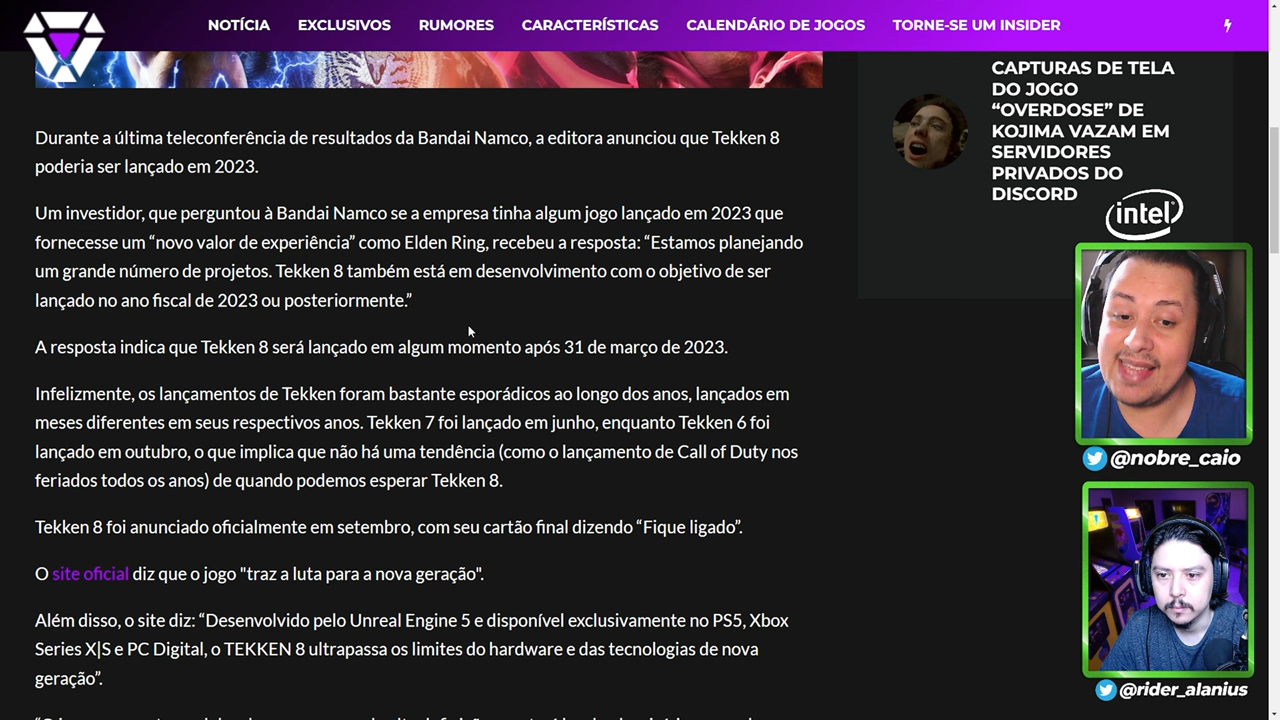 NOTÍCIA EXCLUSIVOS RUMORES CARACTERÍSTICAS CALENDÁRIO DE JOGOS TORNE-SE UM INSIDER
Durante a última teleconferência de resultados da Bandai Namco, a editora anunciou que Tekken 8
poderia ser lançado em 2023.
Um investidor, que perguntou à Bandai Namco se a empresa tinha algum jogo lançado em 2023 que
fornecesse um “novo valor de experiência” como Elden Ring, recebeu a resposta: “Estamos planejando
um grande número de projetos. Tekken 8 também está em desenvolvimento com o objetivo de ser
lançado no ano fiscal de 2023 ou posteriormente.”
A resposta indica que Tekken 8 será lançado em algum momento após 31 de março de 2023.
Infelizmente, os lançamentos de Tekken foram bastante esporádicos ao longo dos anos, lançados em
meses diferentes em seus respectivos anos. Tekken 7 foi lançado em junho, enquanto Tekken 6 foi
lançado em outubro, o que implica que não há uma tendência (como o lançamento de Call of Duty nos
feriados todos os anos) de quando podemos esperar Tekken 8.
Tekken 8 foi anunciado oficialmente em setembro, com seu cartão final dizendo “Fique ligado”.
O site oficial diz que o jogo "traz a luta para a nova geração".
Além disso, o site diz: “Desenvolvido pelo Unreal Engine 5 e disponível exclusivamente no PS5, Xbox
Series X|S e PC Digital, o TEKKEN 8 ultrapassa os limites do hardware e das tecnologias de nova
geração”.
CAPTURAS DE TELA
DO JOGO
“OVERDOSE” DE
KOJIMA VAZAM EM
SERVIDORES
PRIVADOS DO
DISCORD
intel
@nobre_caio
@rider_alanius